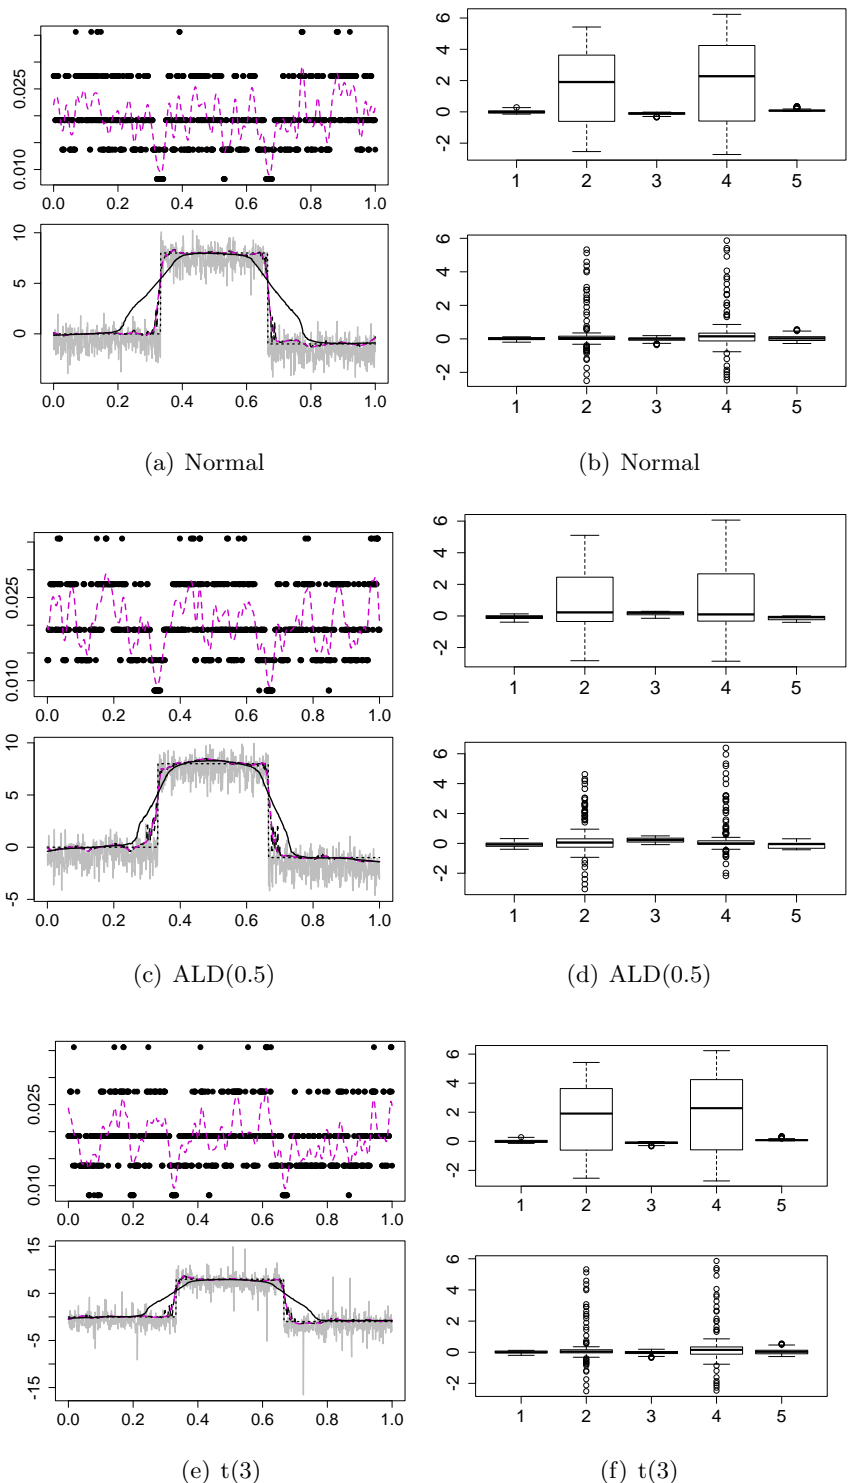 0.010 0.025
0.0 0.2 0.4 0.6 0.8 1.0
0 5 10
0.0 0.2 0.4 0.6 0.8 1.0
(a) Normal
-2 0 2 4 6
1 2 3 4 5
-2 0 2 4 6
1 2 3 4 5
(b) Normal
0.010 0.025
0.0 0.2 0.4 0.6 0.8 1.0
-5 0 5 10
0.0 0.2 0.4 0.6 0.8 1.0
(c) ALD(0.5)
-2 0 2 4 6
1 2 3 4 5
-2 0 2 4 6
1 2 3 4 5
(d) ALD(0.5)
0.010 0.025
0.0 0.2 0.4 0.6 0.8 1.0
-15 -5 5 15
0.0 0.2 0.4 0.6 0.8 1.0
(e) t(3)
-2 0 2 4 6
1 2 3 4 5
-2 0 2 4 6
1 2 3 4 5
(f) t(3)